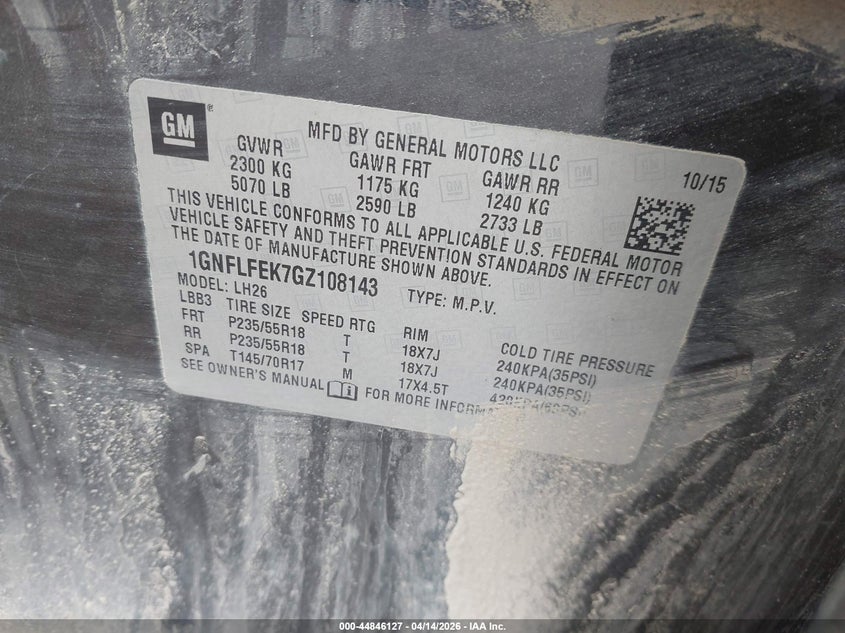 GM ®
MFD BY GENERAL MOTORS LLC
10/15
GVWR GAWR FRT GAWR RR
2300 KG 1175 KG 1240 KG
5070 LB 2590 LB 2733 LB
THIS VEHICLE CONFORMS TO ALL APPLICABLE U.S. FEDERAL MOTOR
VEHICLE SAFETY AND THEFT PREVENTION STANDARDS IN EFFECT ON
THE DATE OF MANUFACTURE SHOWN ABOVE.
1GNFLFEK7GZ108143 TYPE: M.P.V.
MODEL: LH26
LBB3 TIRE SIZE SPEED RTG RIM COLD TIRE PRESSURE
FRT P235/55R18 T 18X7J 240KPA(35PSI)
RR P235/55R18 T 18X7J 240KPA(35PSI)
SPA T145/70R17 M 17X4.5T 420KPA(60PSI)
SEE OWNER'S MANUAL FOR MORE
000-44846127 - 04/14/2026 - IAA Inc.